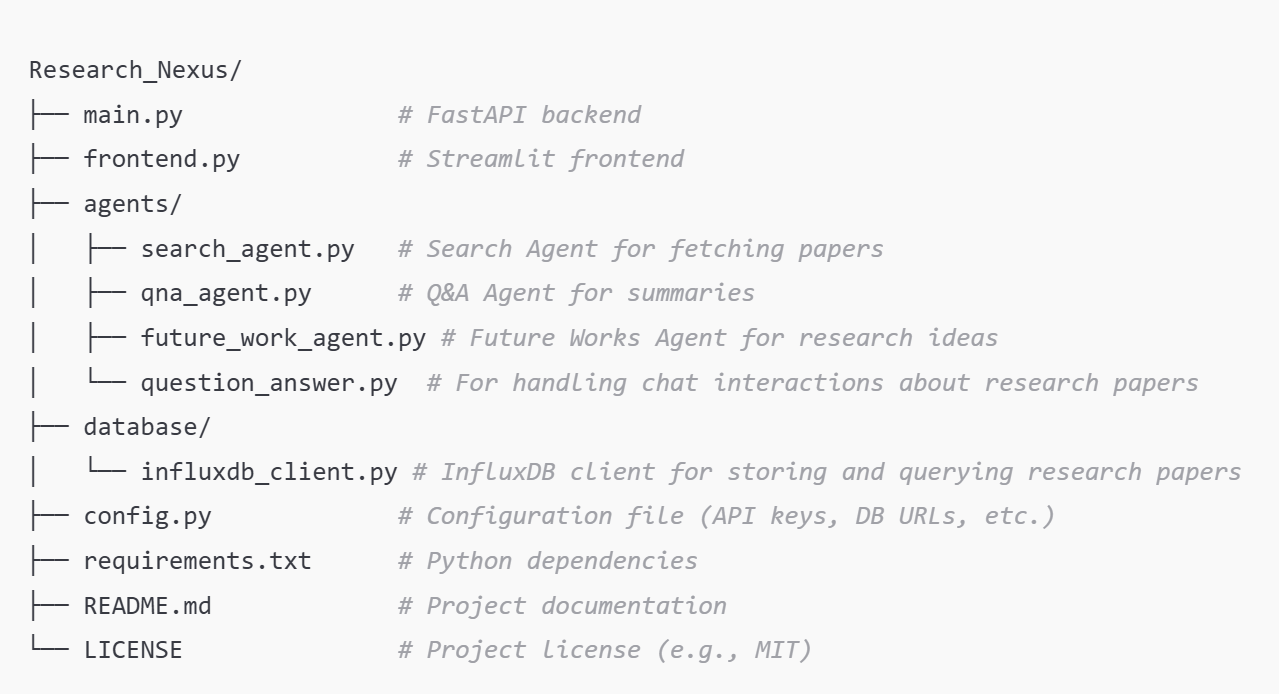 Research_Nexus/
├── main.py               # FastAPI backend
├── frontend.py           # Streamlit frontend
├── agents/
│   ├── search_agent.py   # Search Agent for fetching papers
│   ├── qna_agent.py      # Q&A Agent for summaries
│   ├── future_work_agent.py # Future Works Agent for research ideas
│   └── question_answer.py  # For handling chat interactions about research papers
├── database/
│   └── influxdb_client.py # InfluxDB client for storing and querying research papers
├── config.py             # Configuration file (API keys, DB URLs, etc.)
├── requirements.txt      # Python dependencies
├── README.md             # Project documentation
└── LICENSE               # Project license (e.g., MIT)